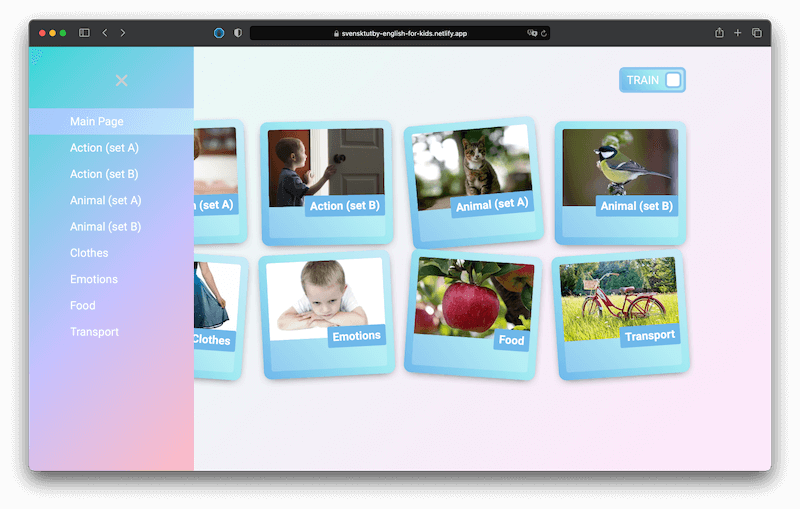 svensktutby-english-for-kids.netlify.app
TRAIN
Main Page
Action (set A)
Action (set B)
Animal (set A)
Animal (set B)
Clothes
Emotions
Food
Transport
n (set A)
Action (set B)
Animal (set A)
Animal (set B)
Clothes
Emotions
Food
Transport